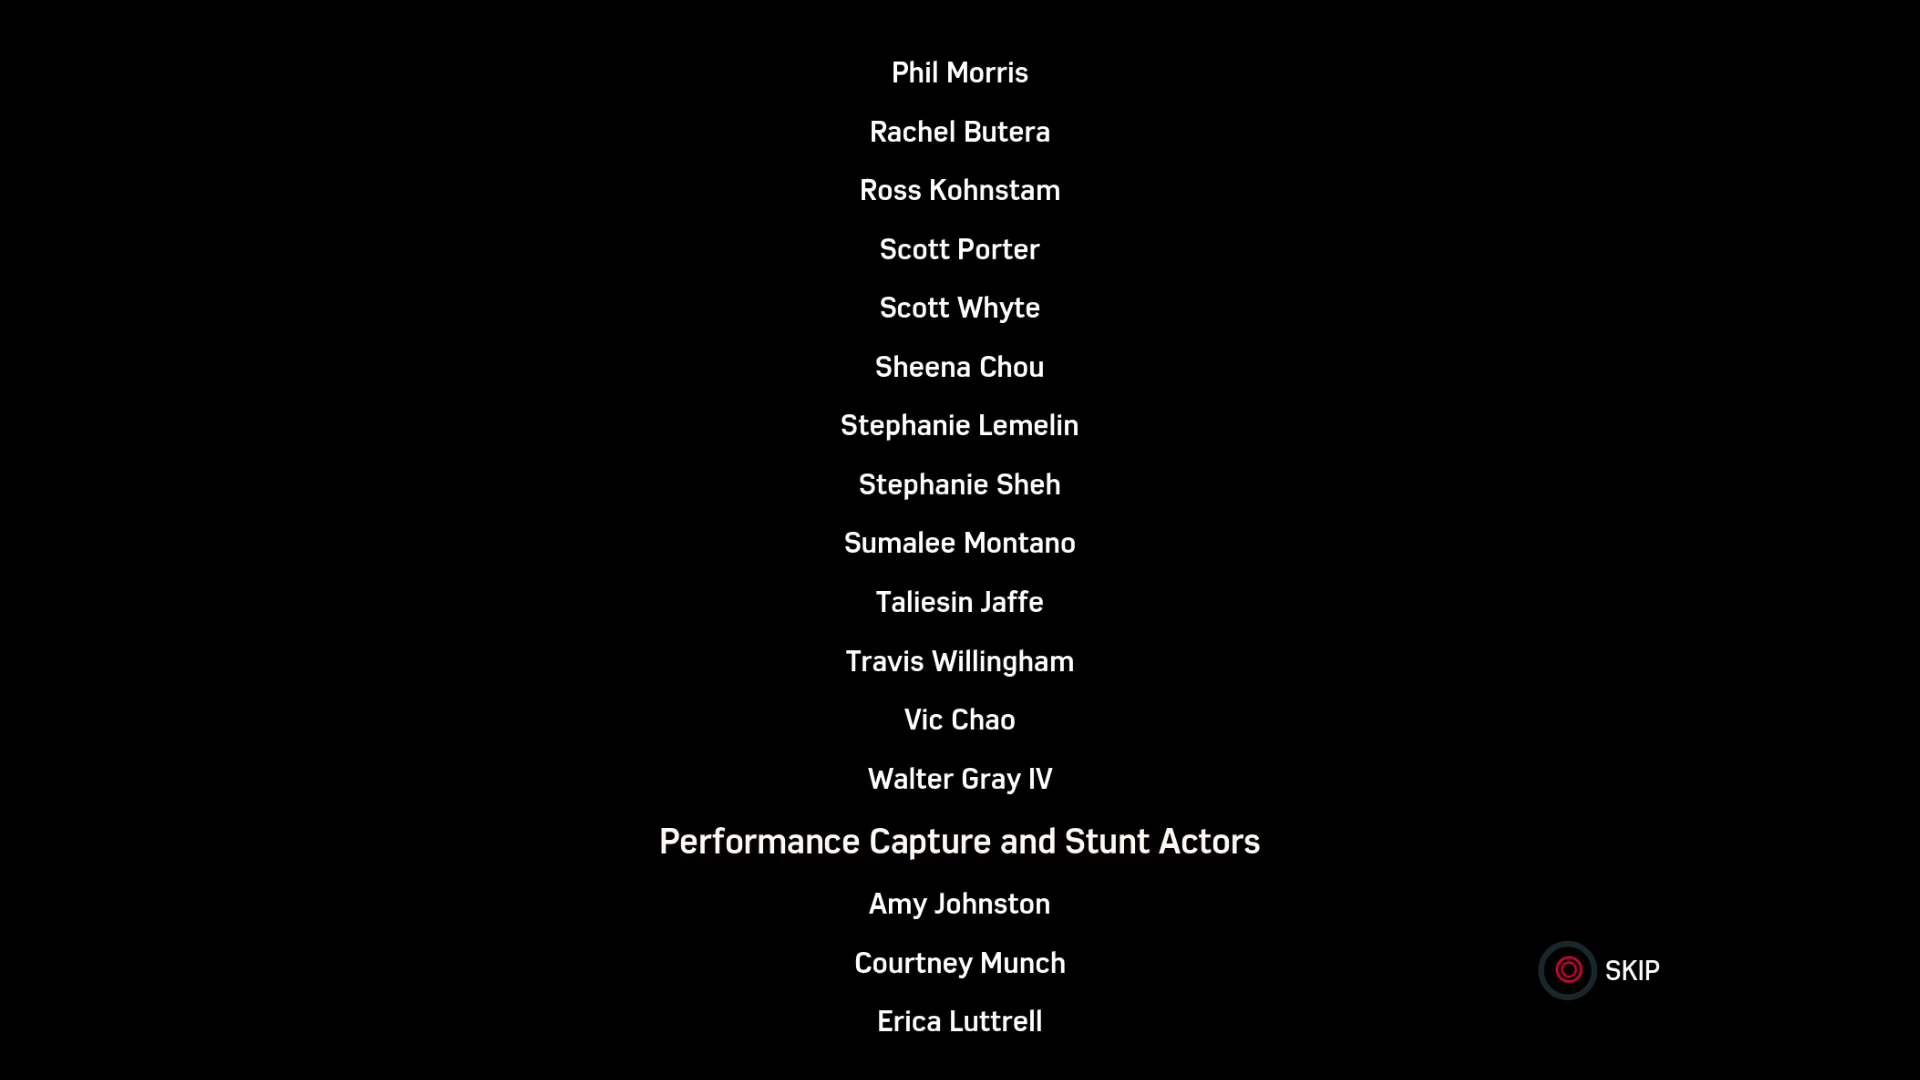 Phil Morris
Rachel Butera
Ross Kohnstam
Scott Porter
Scott Whyte
Sheena Chou
Stephanie Lemelin
Stephanie Sheh
Sumalee Montano
Taliesin Jaffe
Travis Willingham
Vic Chao
Walter Gray IV
Performance Capture and Stunt Actors
Amy Johnston
Courtney Munch
SKIP
Erica Luttrell